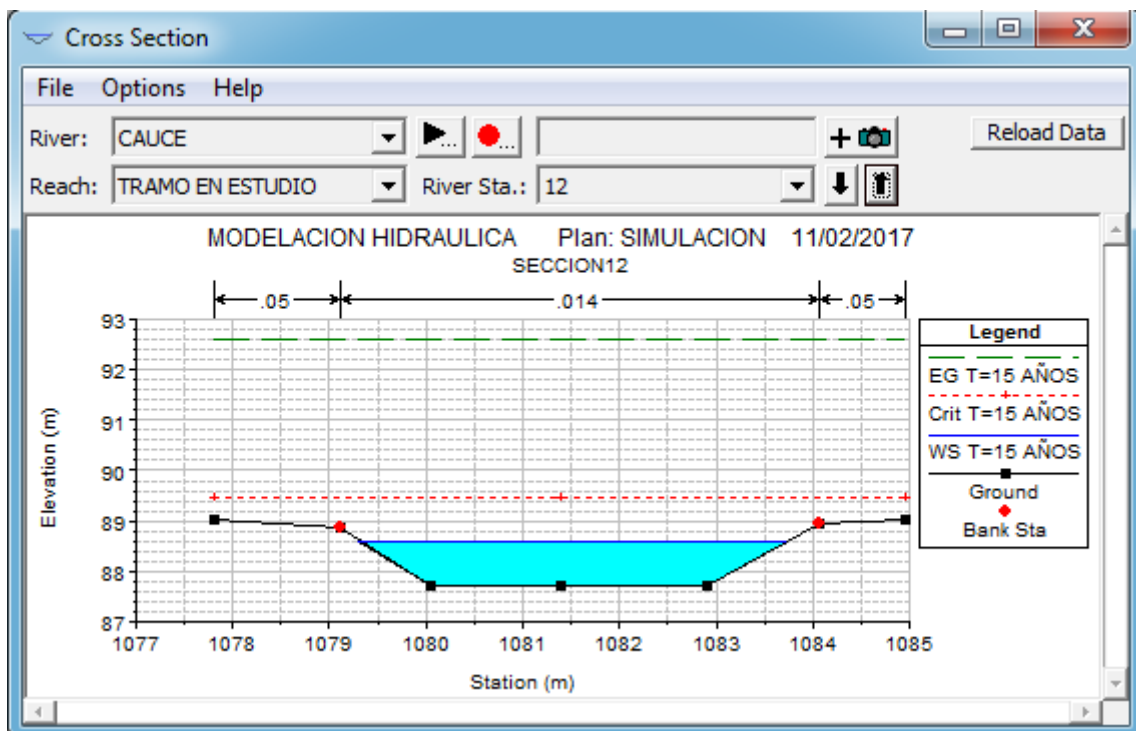 Cross Section
File Options Help
River: CAUCE ... ... + Reload Data
Reach: TRAMO EN ESTUDIO River Sta.: 12
MODELACION HIDRAULICA Plan: SIMULACION 11/02/2017
SECCION12
.05 .014 .05
93
92
91
90
89
88
87
Elevation (m)
1077 1078 1079 1080 1081 1082 1083 1084 1085
Station (m)
Legend
EG T=15 AÑOS
Crit T=15 AÑOS
WS T=15 AÑOS
Ground
Bank Sta